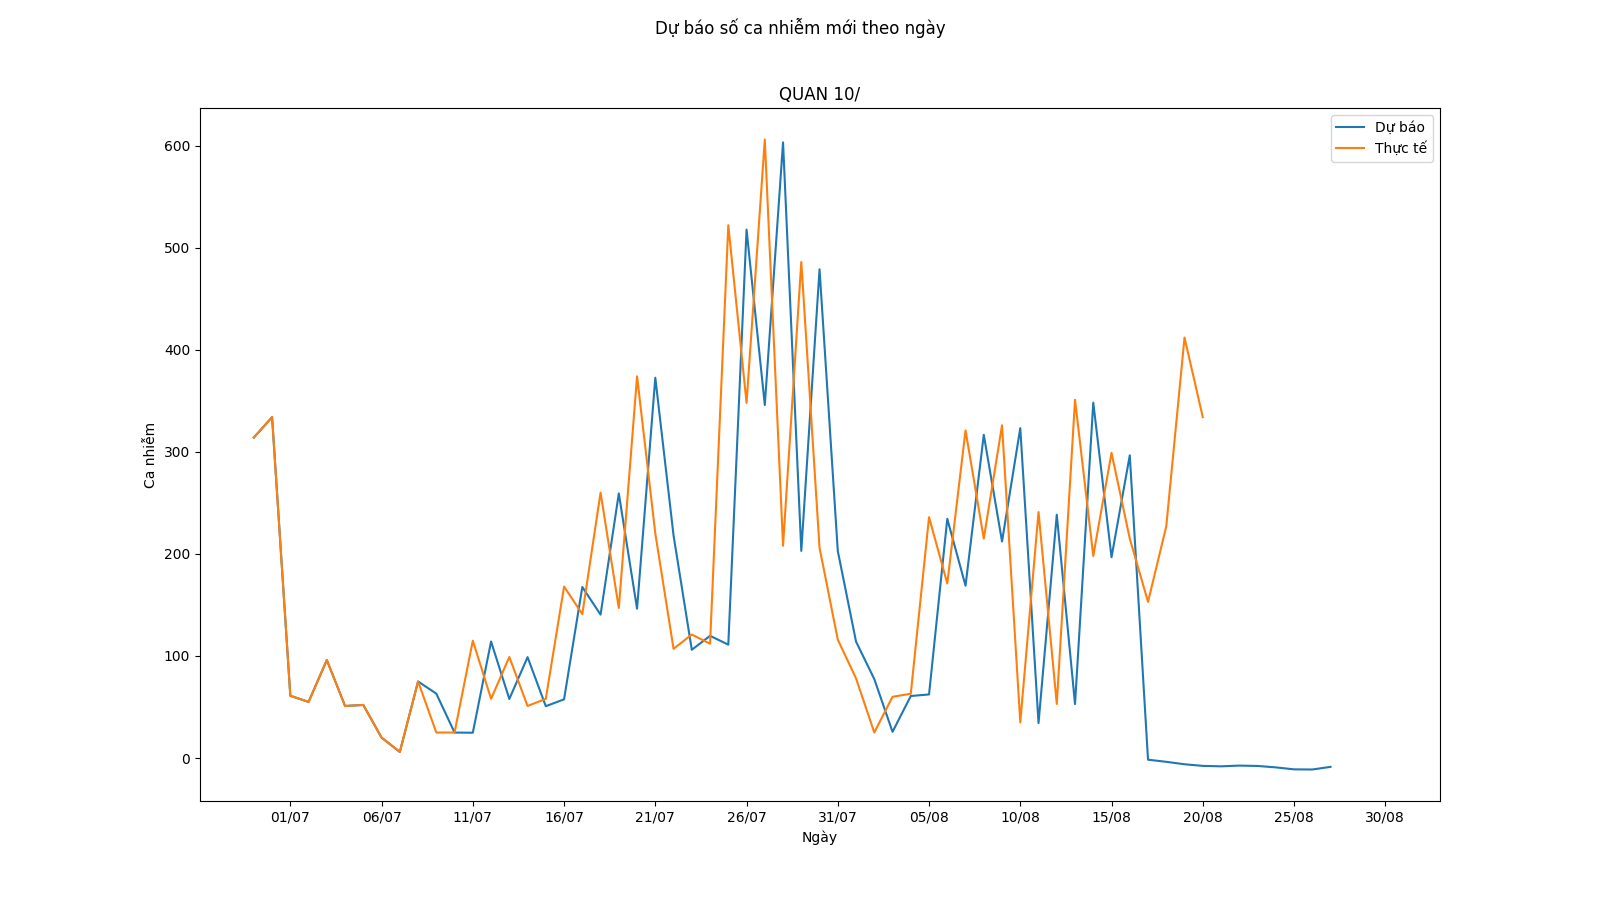 Dự báo số ca nhiễm mới theo ngày
QUAN 10/
Dự báo
Thực tế
600
500
400
300
200
100
0
Ca nhiễm
01/07 06/07 11/07 16/07 21/07 26/07 31/07 05/08 10/08 15/08 20/08 25/08 30/08
Ngày